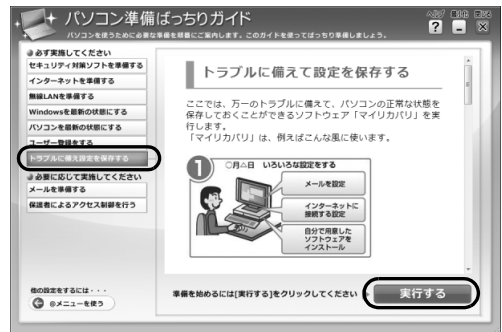 パソコン準備ばっちりガイド
ヘルプ 最小化 閉じる
パソコンを使うために必要な準備を順番にご案内します。このガイドを使ってばっちり準備しましょう。
必ず実施してください
セキュリティ対策ソフトを準備する
インターネットを準備する
無線LANを準備する
Windowsを最新の状態にする
パソコンを最新の状態にする
ユーザー登録をする
トラブルに備え設定を保存する
必要に応じて実施してください
メールを準備する
保護者によるアクセス制御を行う
他の設定をするには・・・
@メニューを使う
トラブルに備えて設定を保存する
ここでは、万一のトラブルに備えて、パソコンの正常な状態を
保存しておくことができるソフトウェア「マイリカバリ」を実
行します。
「マイリカバリ」は、例えばこんな風に使います。
1 ○月△日 いろいろな設定をする
メールを設定
インターネットに
接続する設定
自分で用意した
ソフトウェアを
インストール
準備を始めるには[実行する]をクリックしてください
実行する